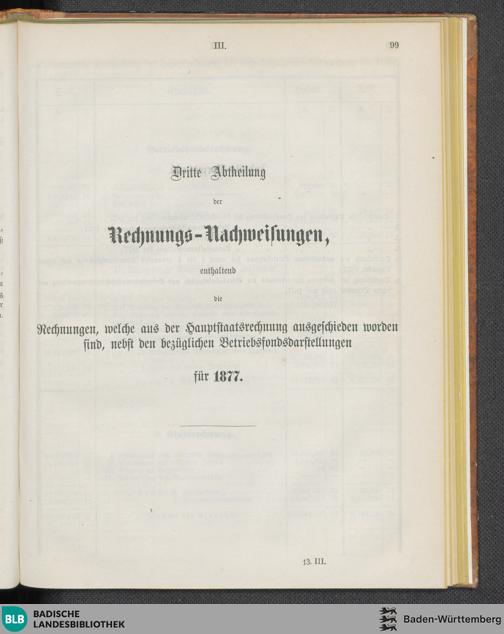 III. 99
Dritte Abtheilung
der
Rechnungs-Nachweisungen,
enthaltend
die
Rechnungen, welche aus der Hauptstaatsrechnung ausgeschieden worden
sind, nebst den bezüglichen Betriebsfondsdarstellungen
für 1877.
13. III.
BLB BADISCHE
LANDESBIBLIOTHEK
Baden-Württemberg